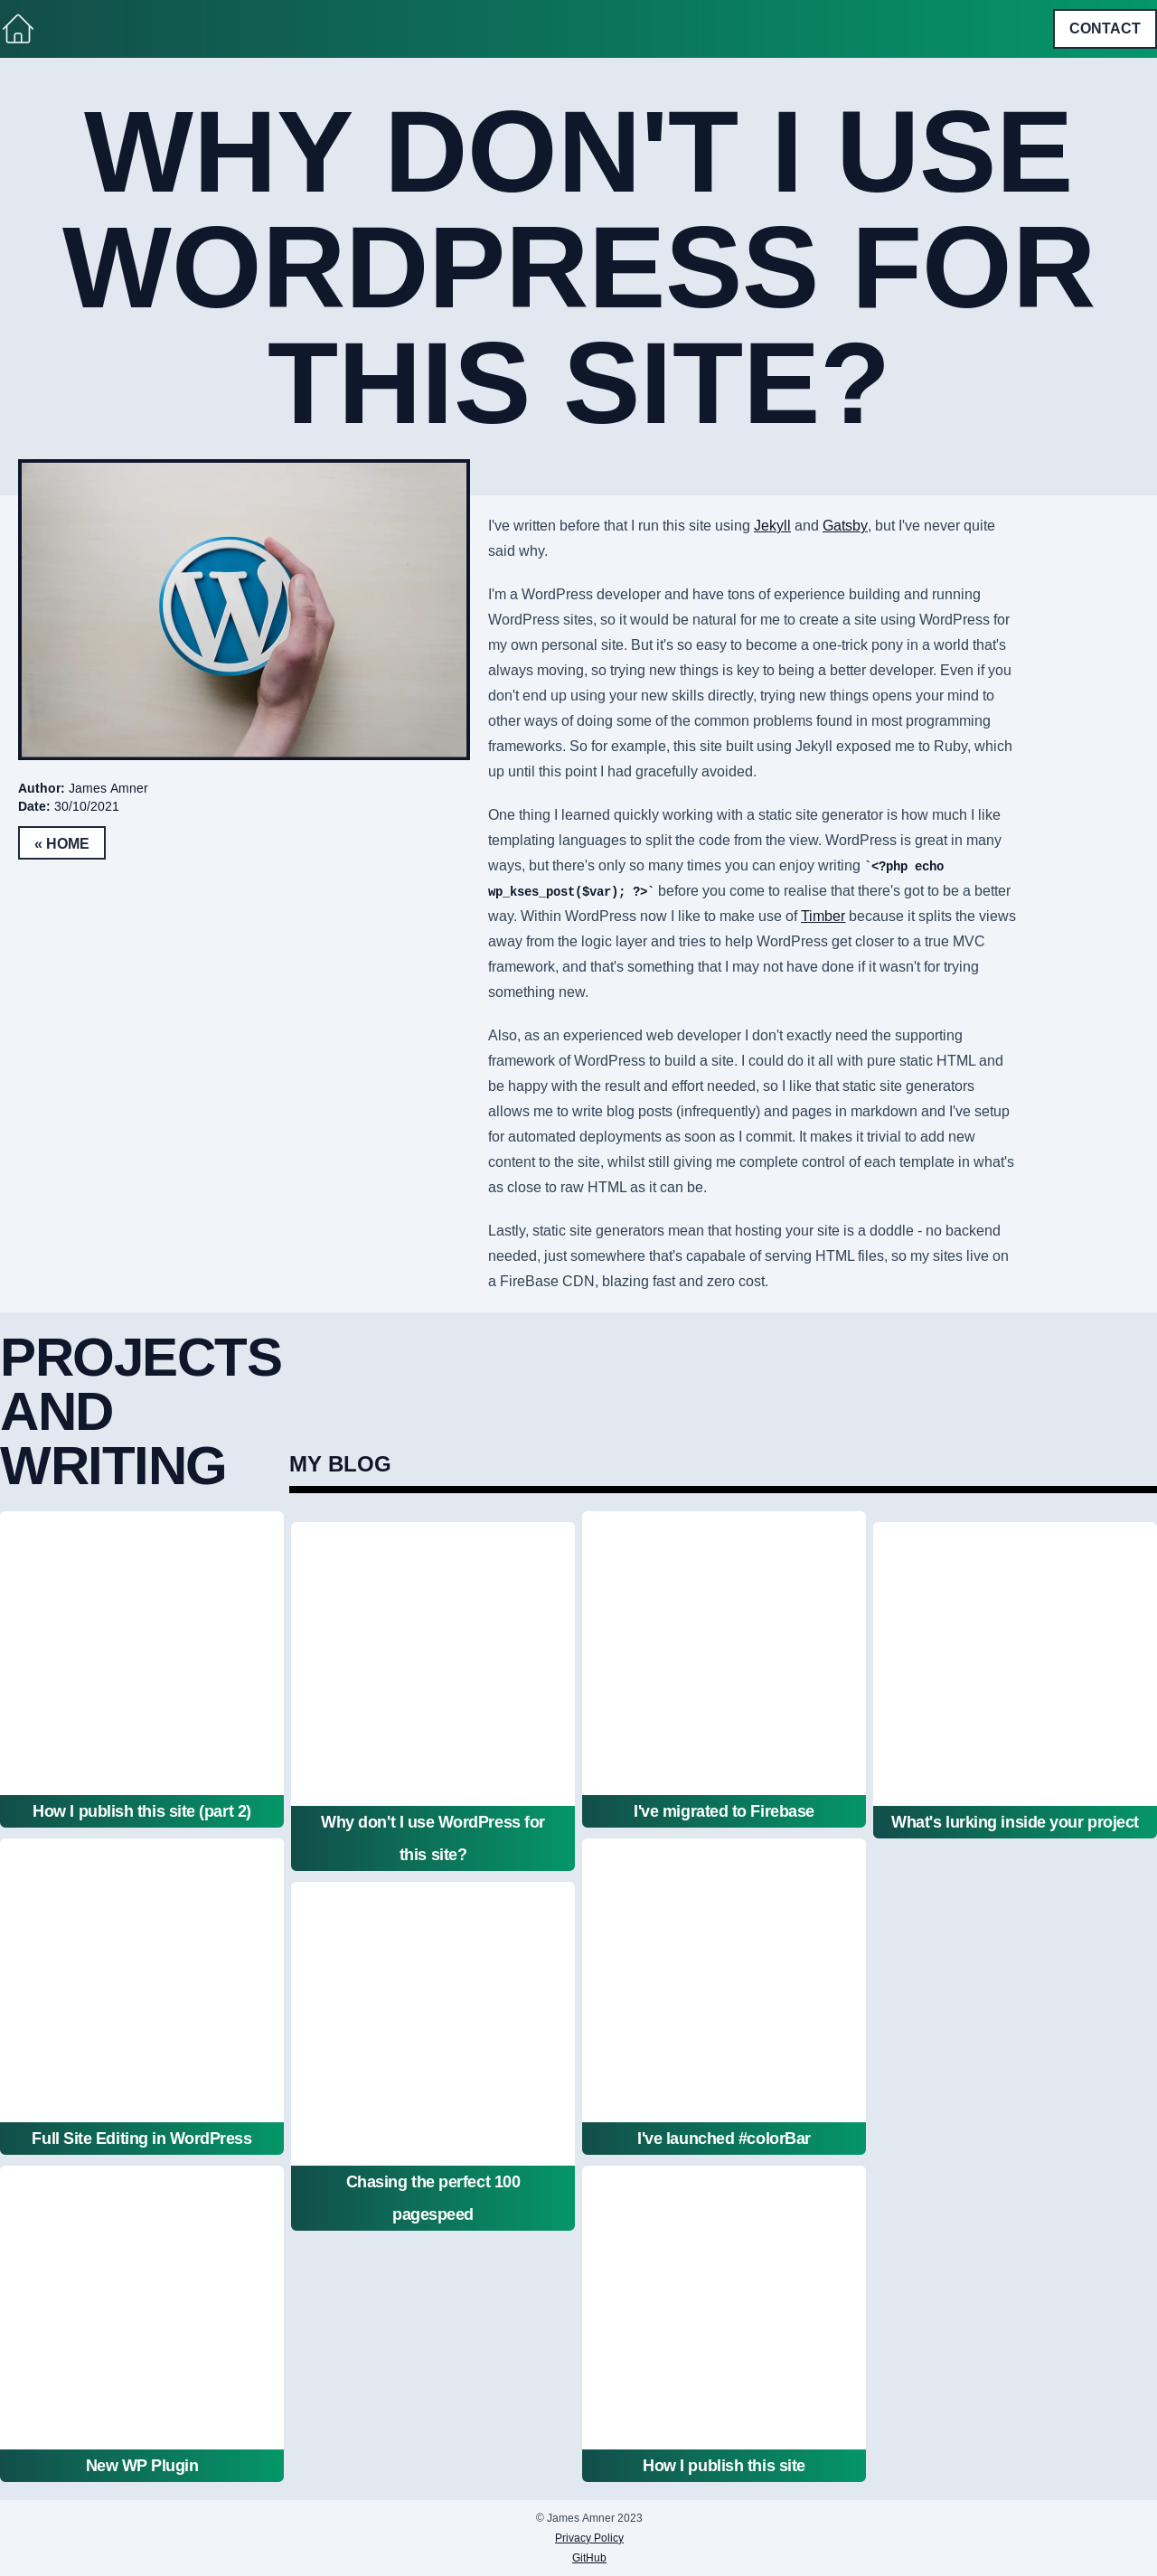 CONTACT
WHY DON'T I USE
WORDPRESS FOR
THIS SITE?
W
I've written before that I run this site using Jekyll and Gatsby, but I've never quite
said why.
I'm a WordPress developer and have tons of experience building and running
WordPress sites, so it would be natural for me to create a site using WordPress for
my own personal site. But it's so easy to become a one-trick pony in a world that's
always moving, so trying new things is key to being a better developer. Even if you
don't end up using your new skills directly, trying new things opens your mind to
other ways of doing some of the common problems found in most programming
frameworks. So for example, this site built using Jekyll exposed me to Ruby, which
up until this point I had gracefully avoided.
One thing I learned quickly working with a static site generator is how much I like
templating languages to split the code from the view. WordPress is great in many
ways, but there's only so many times you can enjoy writing `<?php echo
wp_kses_post($var); ?>` before you come to realise that there's got to be a better
way. Within WordPress now I like to make use of Timber because it splits the views
away from the logic layer and tries to help WordPress get closer to a true MVC
framework, and that's something that I may not have done if it wasn't for trying
something new.
Also, as an experienced web developer I don't exactly need the supporting
framework of WordPress to build a site. I could do it all with pure static HTML and
be happy with the result and effort needed, so I like that static site generators
allows me to write blog posts (infrequently) and pages in markdown and I've setup
for automated deployments as soon as I commit. It makes it trivial to add new
content to the site, whilst still giving me complete control of each template in what's
as close to raw HTML as it can be.
Lastly, static site generators mean that hosting your site is a doddle - no backend
needed, just somewhere that's capabale of serving HTML files, so my sites live on
a FireBase CDN, blazing fast and zero cost.
Author: James Amner
Date: 30/10/2021
« HOME
PROJECTS
AND
WRITING
MY BLOG
How I publish this site (part 2)
Why don't I use WordPress for
this site?
I've migrated to Firebase
What's lurking inside your project
Full Site Editing in WordPress
Chasing the perfect 100
pagespeed
I've launched #colorBar
New WP Plugin
How I publish this site
© James Amner 2023
Privacy Policy
GitHub